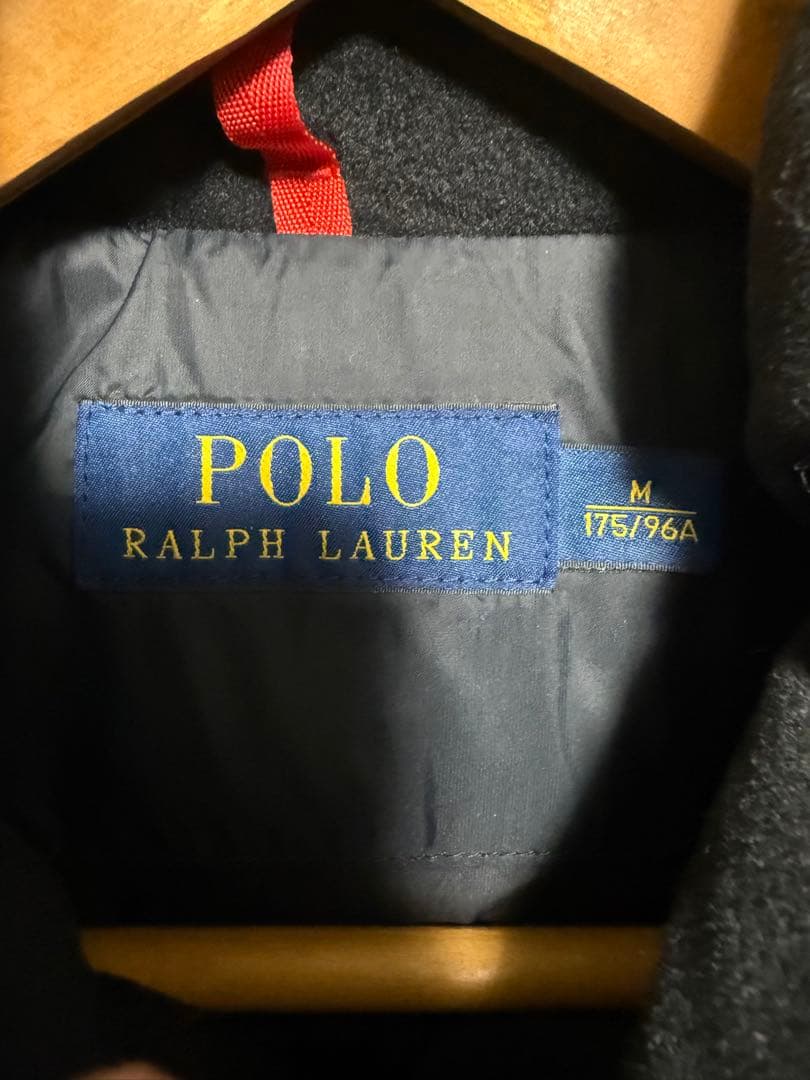 POLO
RALPH LAUREN
M
175/96A